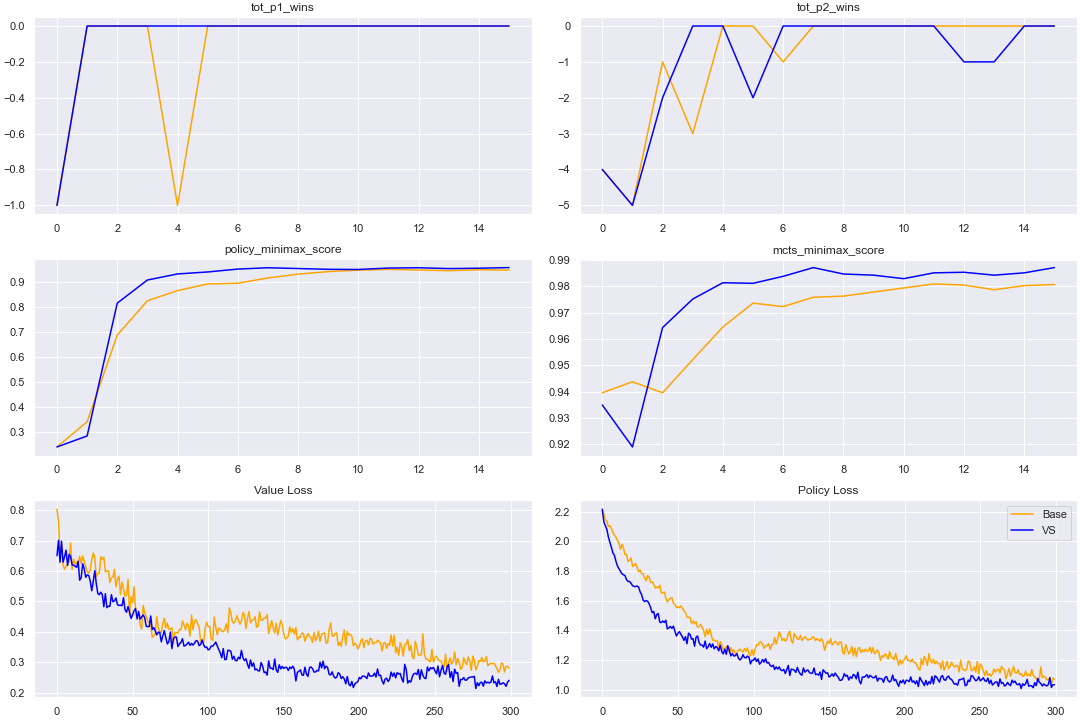 tot_p1_wins
0.0
−0.2
−0.4
−0.6
−0.8
−1.0
0 2 4 6 8 10 12 14
tot_p2_wins
0
−1
−2
−3
−4
−5
0 2 4 6 8 10 12 14
policy_minimax_score
0.9
0.8
0.7
0.6
0.5
0.4
0.3
0 2 4 6 8 10 12 14
mcts_minimax_score
0.99
0.98
0.97
0.96
0.95
0.94
0.93
0.92
0 2 4 6 8 10 12 14
Value Loss
0.8
0.7
0.6
0.5
0.4
0.3
0.2
0 50 100 150 200 250 300
Policy Loss
Base
VS
2.2
2.0
1.8
1.6
1.4
1.2
1.0
0 50 100 150 200 250 300